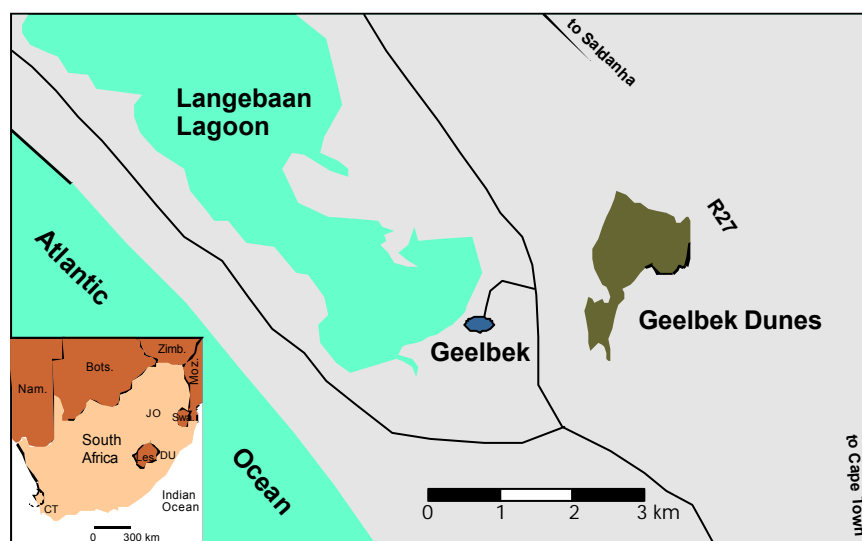 to Saldanha
Langebaan
Lagoon
R27
Atlantic
Geelbek Dunes
Geelbek
Ocean
to Cape Town
0 1 2 3 km
Zimb.
Bots.
Moz.
Nam.
JO
Swa.
South
Africa
Les.
DU
Indian
Ocean
CT
0 300 km